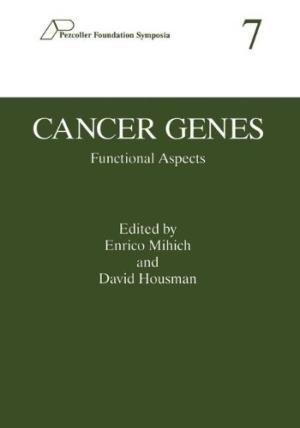 Pezcoller Foundation Symposia
7
CANCER GENES
Functional Aspects
Edited by
Enrico Mihich
and
David Housman